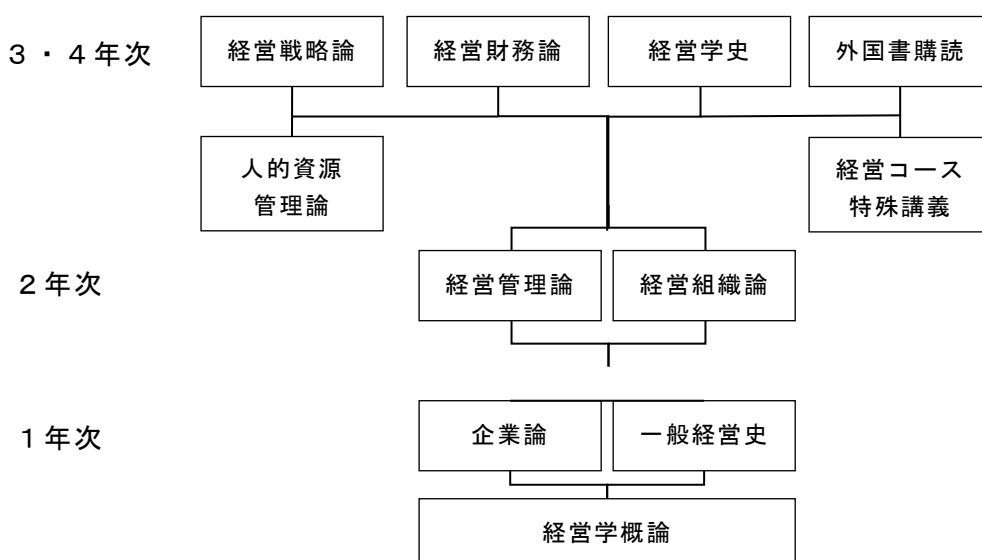 3・4年次
経営戦略論
経営財務論
経営学史
外国書購読
人的資源
管理論
経営コース
特殊講義
2年次
経営管理論
経営組織論
1年次
企業論
一般経営史
経営学概論